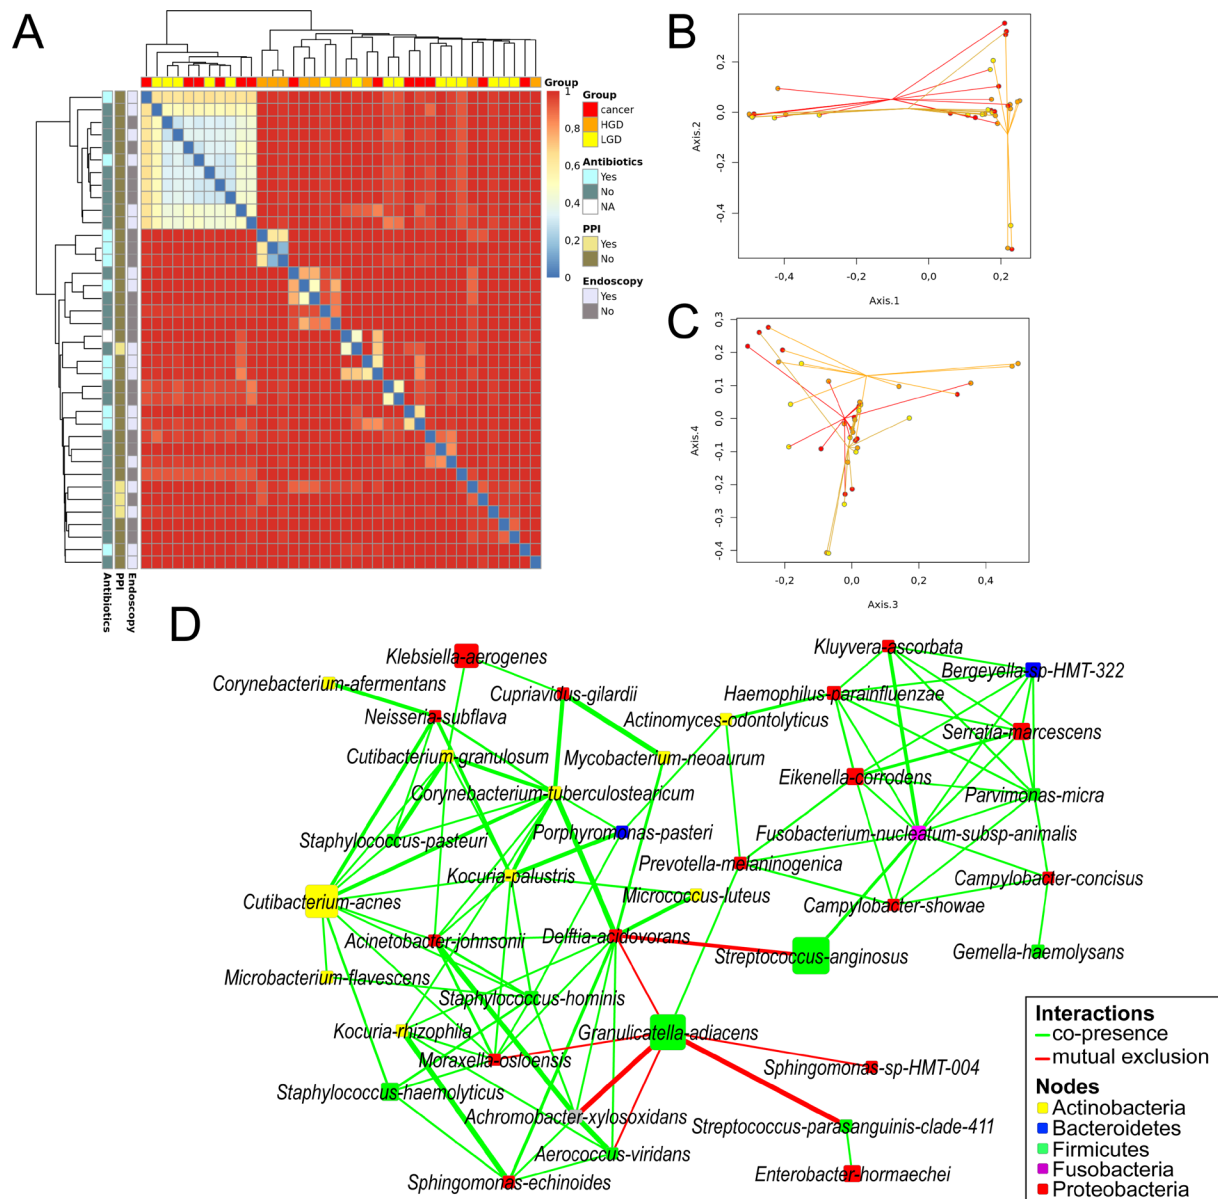 A
Group
1
0.8
0.6
0.4
0.2
0
Group
cancer
HGD
LGD
Antibiotics
Yes
No
NA
PPI
Yes
No
Endoscopy
Yes
No
Antibiotics
PPI
Endoscopy
B
Axis.2
0,2
0,0
-0,2
-0,4
-0,4
-0,2
0,0
0.2
Axis.1
C
Axis.4
0,3
0,2
0,1
0,0
-0,1
-0,2
-0,3
-0,4
-0,2
0,0
0,2
0,4
Axis.3
D
Klebsiella-aerogenes
Kluyvera-ascorbata
Bergeyella-sp-HMT-322
Corynebacterium-afermentans
Cupriavidus-gilardii
Haemophilus-parainfluenzae
Neisseria-subflava
Actinomyces-odontolyticus
Serratia-marcescens
Cutibacterium-granulosum
Mycobacterium-neoaurum
Eikenella-corrodens
Corynebacterium-tuberculostearicum
Parvimonas-micra
Staphylococcus-pasteuri
Porphyromonas-pasteri
Fusobacterium-nucleatum-subsp-animalis
Prevotella-melaninogenica
Kocuria-palustris
Campylobacter-concisus
Cutibacterium-acnes
Micrococcus-luteus
Campylobacter-showae
Acinetobacter-johnsonii
Delftia-acidovorans
Streptococcus-anginosus
Gemella-haemolysans
Microbacterium-flavescens
Staphylococcus-hominis
Kocuria-rhizophila
Granulicatella-adiacens
Moraxella-osloensis
Sphingomonas-sp-HMT-004
Staphylococcus-haemolyticus
Achromobacter-xylosoxidans
Streptococcus-parasanguinis-clade-411
Aerococcus-viridans
Sphingomonas-echinoides
Enterobacter-hormaechei
Interactions
co-presence
mutual exclusion
Nodes
Actinobacteria
Bacteroidetes
Firmicutes
Fusobacteria
Proteobacteria